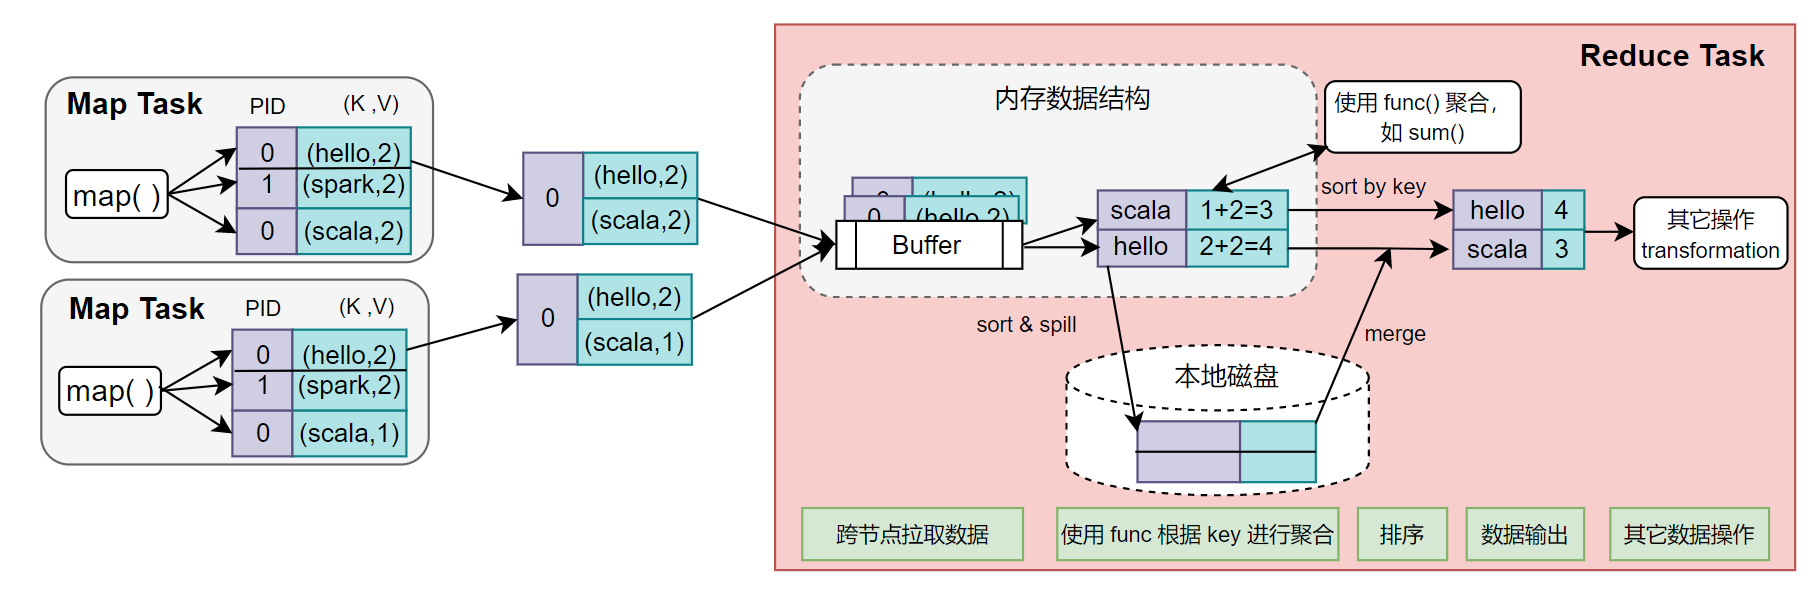 Map Task
PID
(K ,V)
map( )
0
(hello,2)
1
(spark,2)
0
(scala,2)
Map Task
PID
(K ,V)
map( )
0
(hello,2)
1
(spark,2)
0
(scala,1)
0
(hello,2)
(scala,2)
0
(hello,2)
(scala,1)
Reduce Task
内存数据结构
0
(hello,2)
0
(hello,2)
Buffer
scala
1+2=3
hello
2+2=4
使用 func() 聚合，
如 sum()
sort by key
hello
4
scala
3
其它操作
transformation
sort & spill
merge
本地磁盘
跨节点拉取数据
使用 func 根据 key 进行聚合
排序
数据输出
其它数据操作